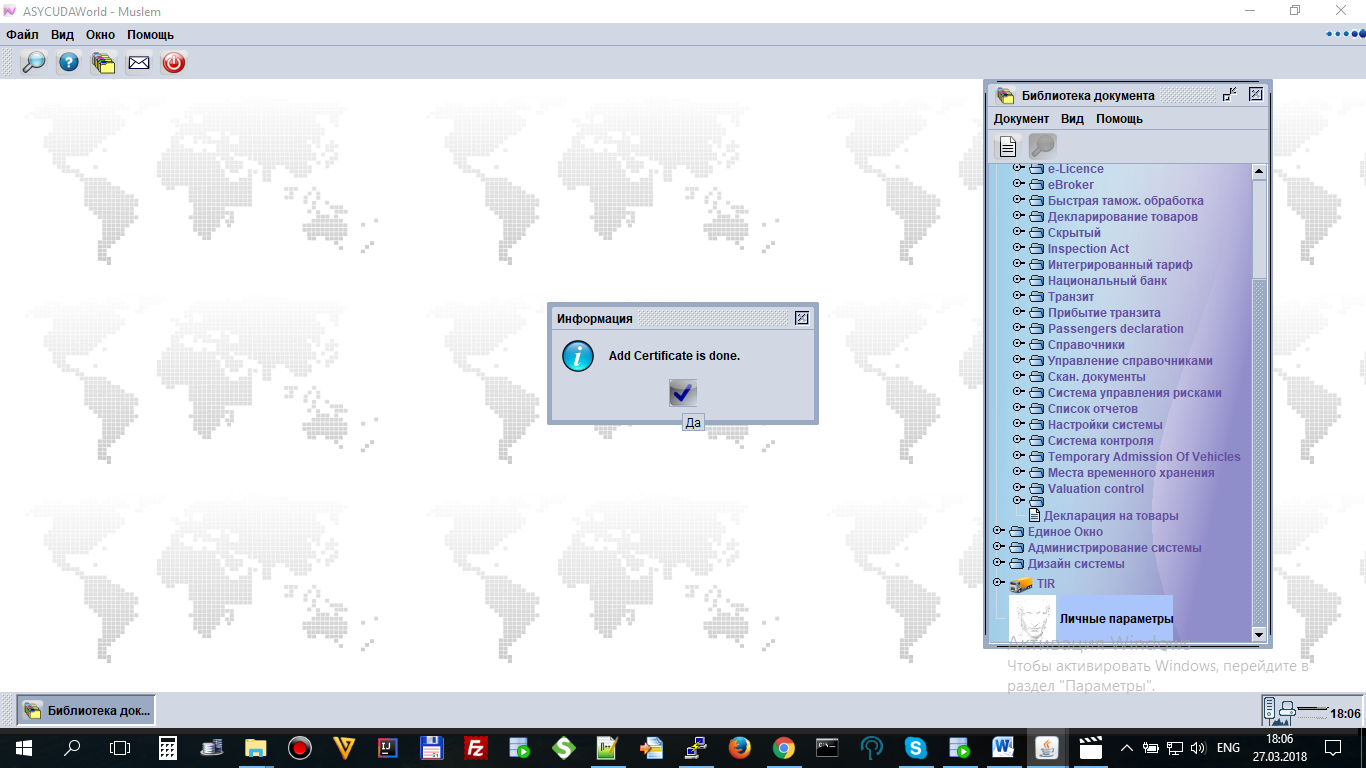 ASYCUDAWorld - Muslem
Файл Вид Окно Помощь
Библиотека документа
Документ Вид Помощь
e-Licence
eBroker
Быстрая тамож. обработка
Декларирование товаров
Скрытый
Inspection Act
Интегрированный тариф
Национальный банк
Транзит
Прибытие транзита
Passengers declaration
Справочники
Управление справочниками
Скан. документы
Система управления рисками
Список отчетов
Настройки системы
Система контроля
Temporary Admission Of Vehicles
Места временного хранения
Valuation control
Декларация на товары
Единое Окно
Администрирование системы
Дизайн системы
TIR
Личные параметры
Информация
Add Certificate is done.
Да
Активация Windows
Чтобы активировать Windows, перейдите в
раздел "Параметры".
Библиотека док...
18:06
ENG
18:06
27.03.2018